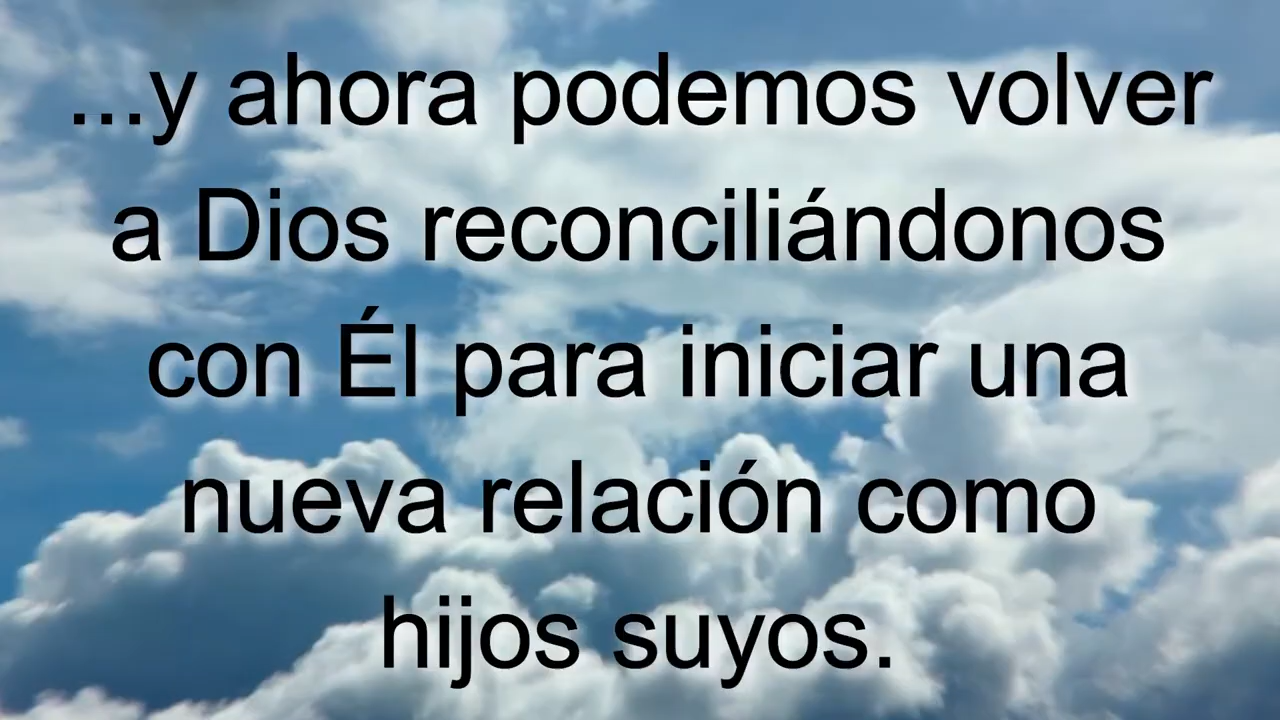 ...y ahora podemos volver
a Dios reconciliándonos
con Él para iniciar una
nueva relación como
hijos suyos.